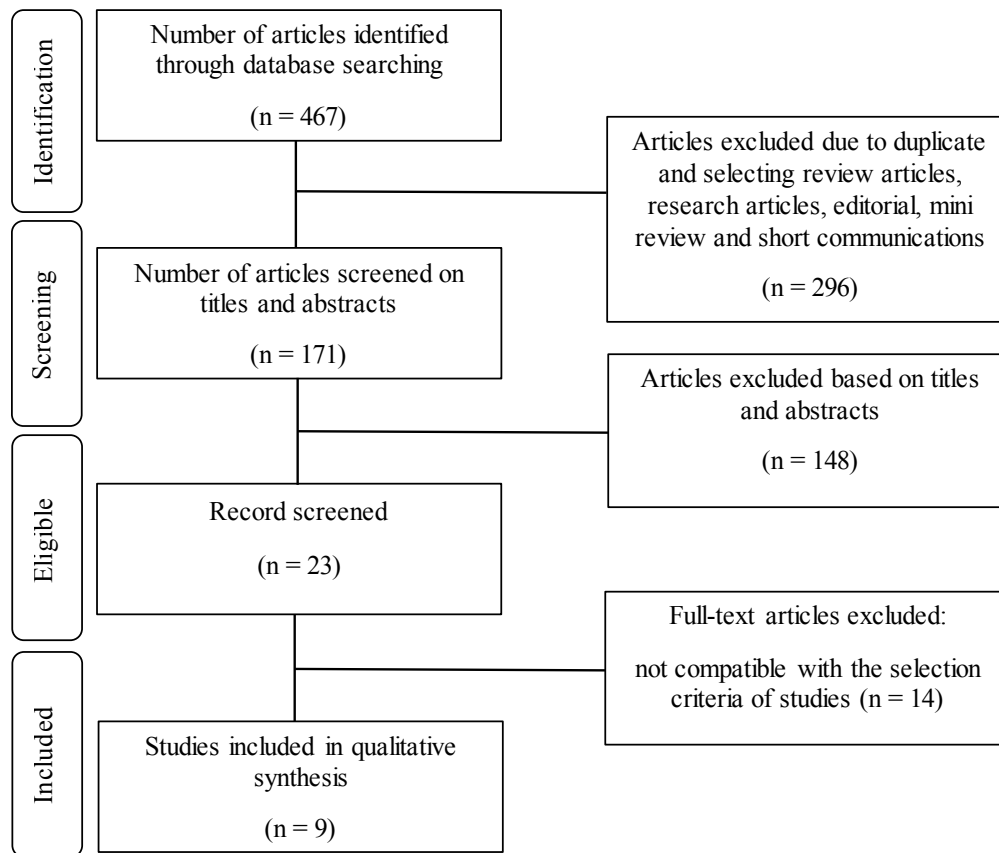 Identification
Number of articles identified
through database searching
(n = 467)
Articles excluded due to duplicate
and selecting review articles,
research articles, editorial, mini
review and short communications
(n = 296)
Screening
Number of articles screened on
titles and abstracts
(n = 171)
Articles excluded based on titles
and abstracts
(n = 148)
Eligible
Record screened
(n = 23)
Full-text articles excluded:
not compatible with the selection
criteria of studies (n = 14)
Included
Studies included in qualitative
synthesis
(n = 9)